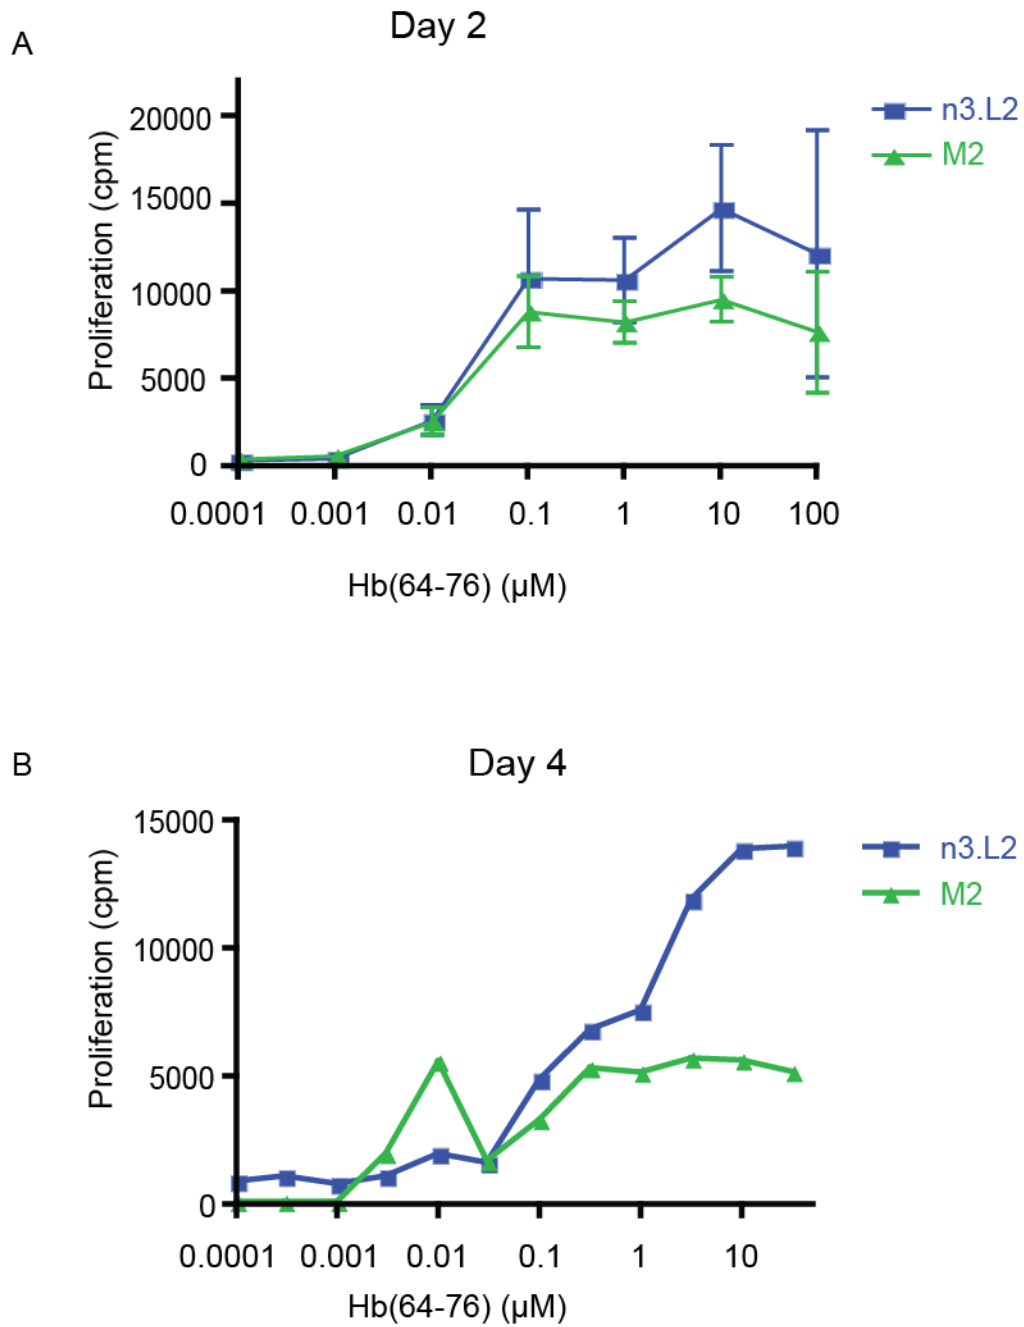 A
Day 2
Proliferation (cpm)
20000
15000
10000
5000
0
0.0001 0.001 0.01 0.1 1 10 100
Hb(64-76) (µM)
n3.L2
M2
B
Day 4
Proliferation (cpm)
15000
10000
5000
0
0.0001 0.001 0.01 0.1 1 10
Hb(64-76) (µM)
n3.L2
M2